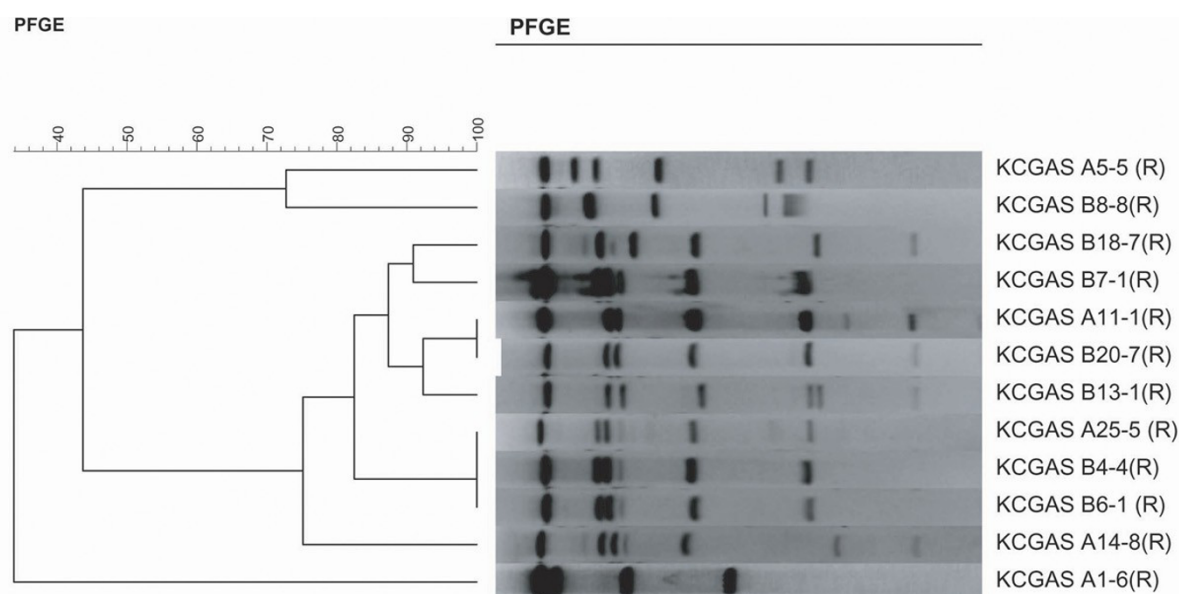 PFGE
PFGE
40 50 60 70 80 90 100
KCGAS A5-5 (R)
KCGAS B8-8(R)
KCGAS B18-7(R)
KCGAS B7-1(R)
KCGAS A11-1(R)
KCGAS B20-7(R)
KCGAS B13-1(R)
KCGAS A25-5 (R)
KCGAS B4-4(R)
KCGAS B6-1 (R)
KCGAS A14-8(R)
KCGAS A1-6(R)